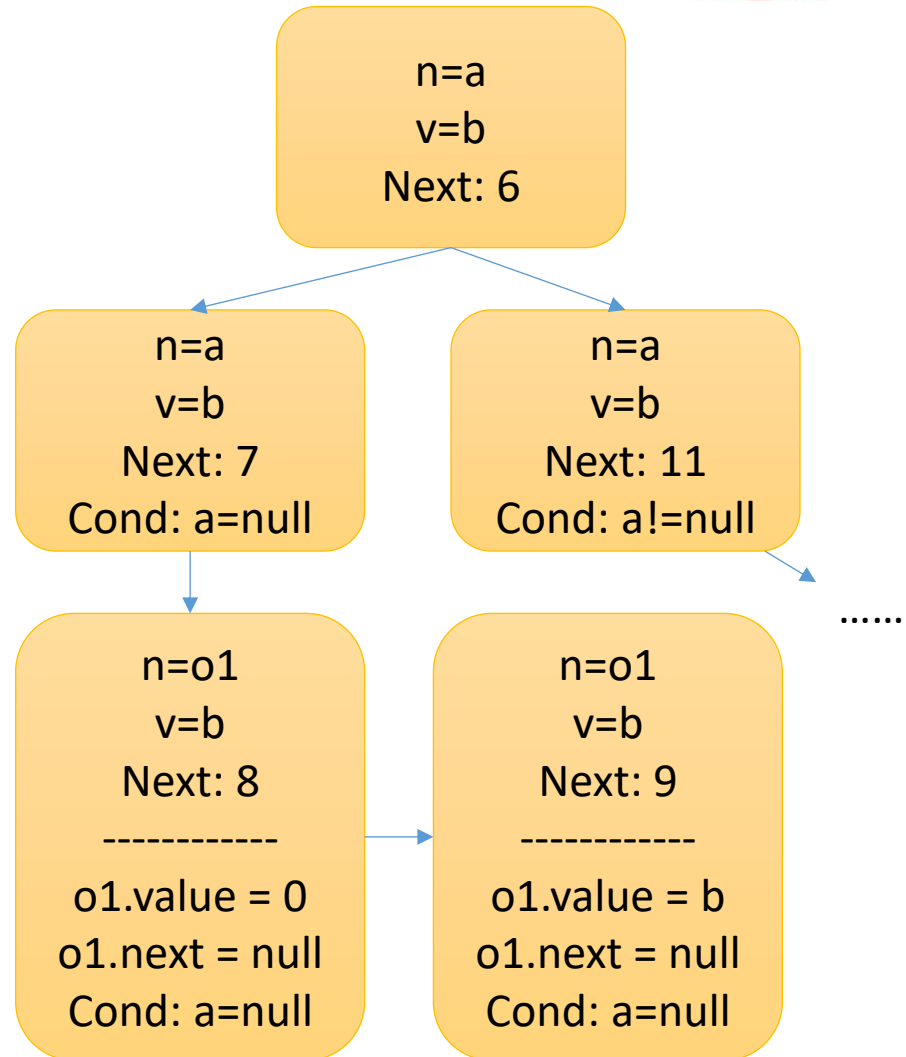 n=a
v=b
Next: 6
n=a
v=b
Next: 7
Cond: a=null
n=a
v=b
Next: 11
Cond: a!=null
......
n=o1
v=b
Next: 8
------------
o1.value = 0
o1.next = null
Cond: a=null
n=o1
v=b
Next: 9
------------
o1.value = b
o1.next = null
Cond: a=null